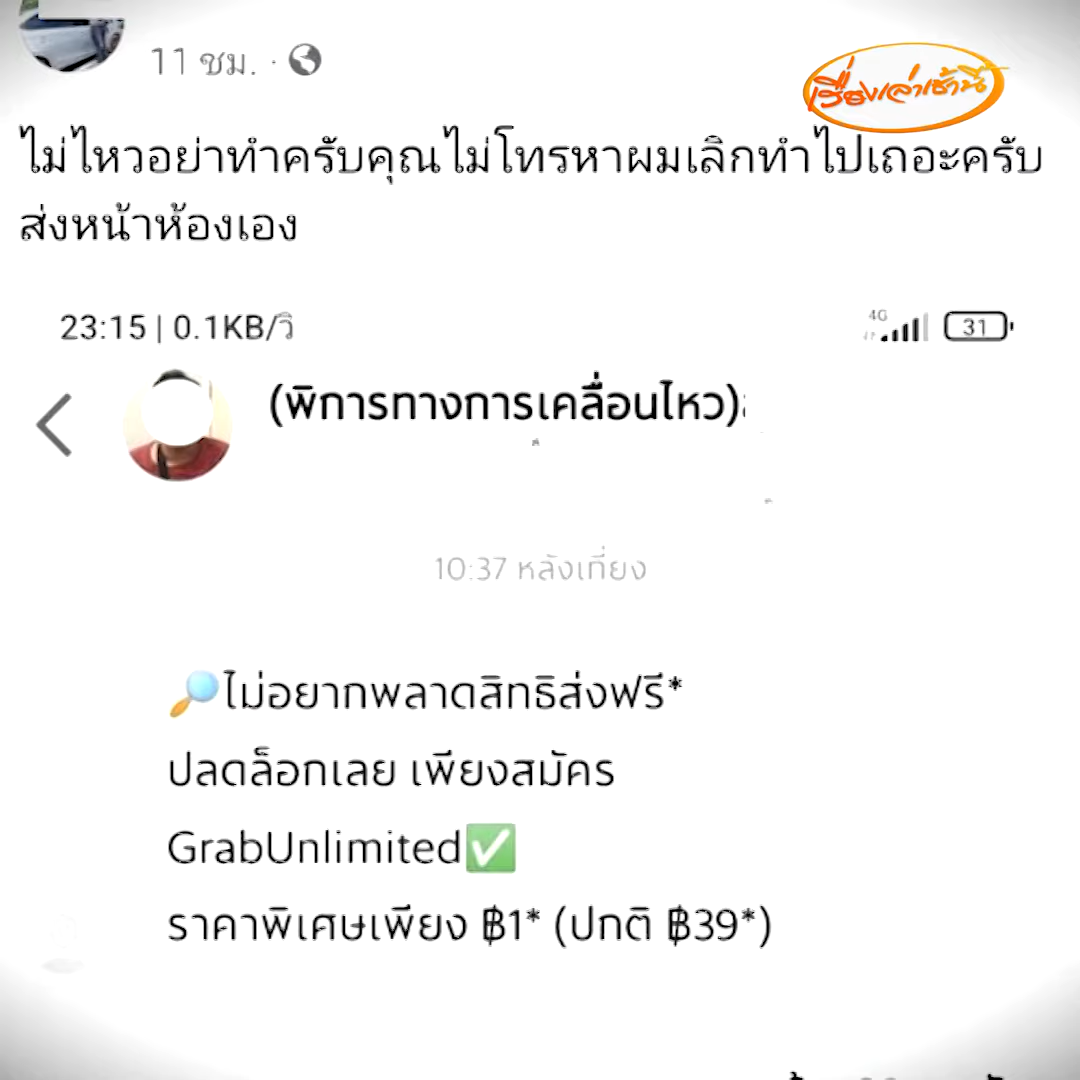 11 ชม. ·
เรื่องเล่าเช้านี้
ไม่ไหวอย่าทำครับคุณไม่โทรหาผมเลิกทำไปเถอะครับ
ส่งหน้าห้องเอง
23:15 | 0.1KB/วิ
4G
31
(พิการทางการเคลื่อนไหว)
10:37 หลังเที่ยง
🔎ไม่อยากพลาดสิทธิส่งฟรี*
ปลดล็อกเลย เพียงสมัคร
GrabUnlimited✅
ราคาพิเศษเพียง ฿1* (ปกติ ฿39*)